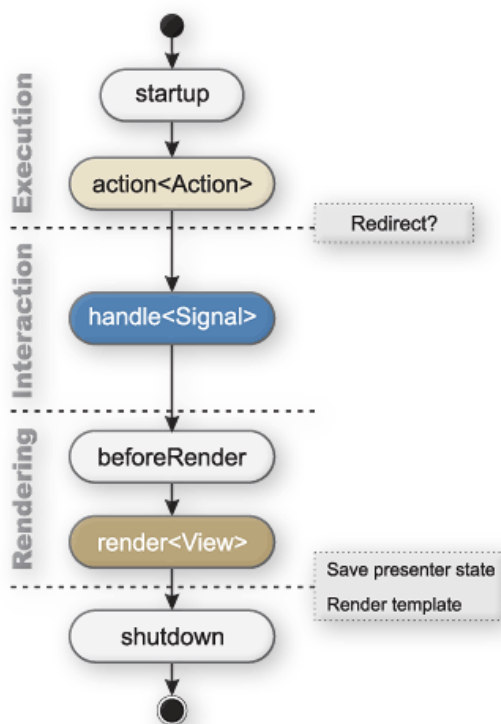 Execution
startup
action<Action>
Redirect?
Interaction
handle<Signal>
Rendering
beforeRender
render<View>
Save presenter state
Render template
shutdown